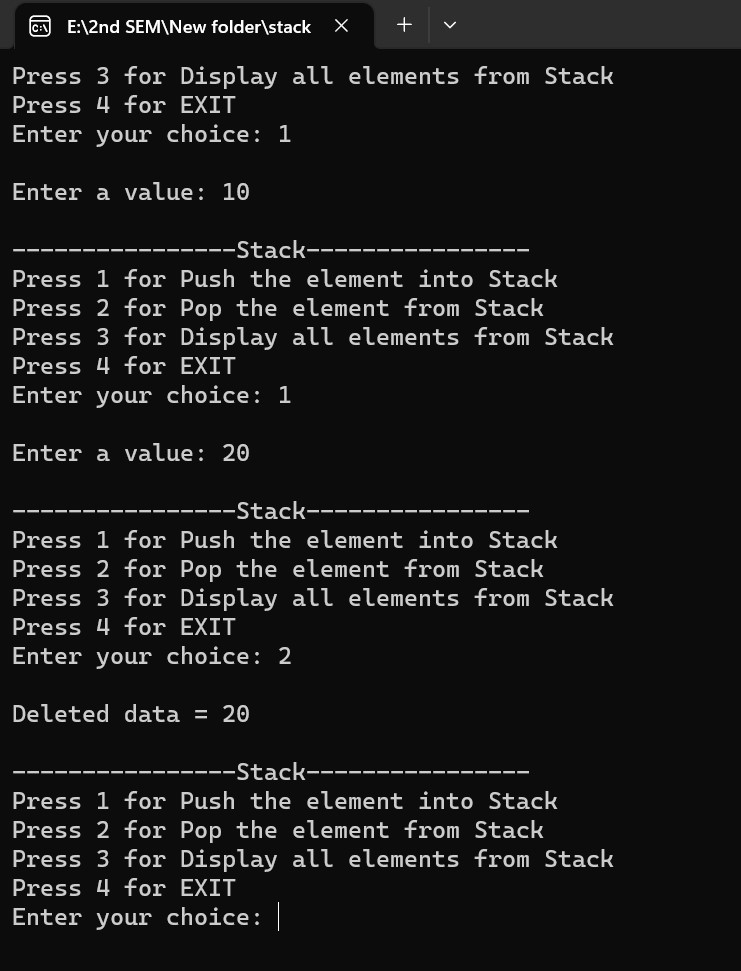 E:\2nd SEM\New folder\stack
Press 3 for Display all elements from Stack
Press 4 for EXIT
Enter your choice: 1
Enter a value: 10
----------------Stack----------------
Press 1 for Push the element into Stack
Press 2 for Pop the element from Stack
Press 3 for Display all elements from Stack
Press 4 for EXIT
Enter your choice: 1
Enter a value: 20
----------------Stack----------------
Press 1 for Push the element into Stack
Press 2 for Pop the element from Stack
Press 3 for Display all elements from Stack
Press 4 for EXIT
Enter your choice: 2
Deleted data = 20
----------------Stack----------------
Press 1 for Push the element into Stack
Press 2 for Pop the element from Stack
Press 3 for Display all elements from Stack
Press 4 for EXIT
Enter your choice: